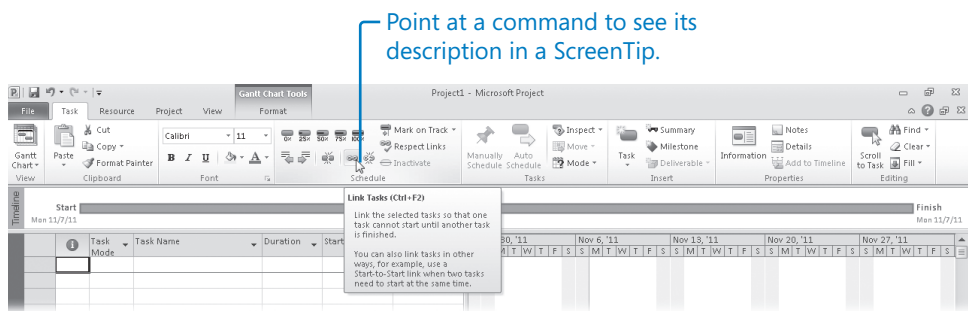 Point at a command to see its
description in a ScreenTip.
Gantt Chart Tools
Project1 - Microsoft Project
File Task Resource Project View Format
Gantt
Chart
View
Paste
Cut
Copy
Format Painter
Clipboard
Calibri 11
B I U A
Font
0% 25% 50% 75% 100%
Mark on Track
Respect Links
Inactivate
Schedule
Manually
Schedule
Auto
Schedule
Inspect
Move
Mode
Tasks
Task
Summary
Milestone
Deliverable
Insert
Information
Notes
Details
Add to Timeline
Properties
Scroll
to Task
Find
Clear
Fill
Editing
Link Tasks (Ctrl+F2)
Link the selected tasks so that one
task cannot start until another task
is finished.
You can also link tasks in other
ways, for example, use a
Start-to-Start link when two tasks
need to start at the same time.
Timeline
Start
Mon 11/7/11
Finish
Mon 11/7/11
Task
Mode
Task Name Duration Start
30, '11 Nov 6, '11 Nov 13, '11 Nov 20, '11 Nov 27, '11
M T W T F S S M T W T F S S M T W T F S S M T W T F S S M T W T F S